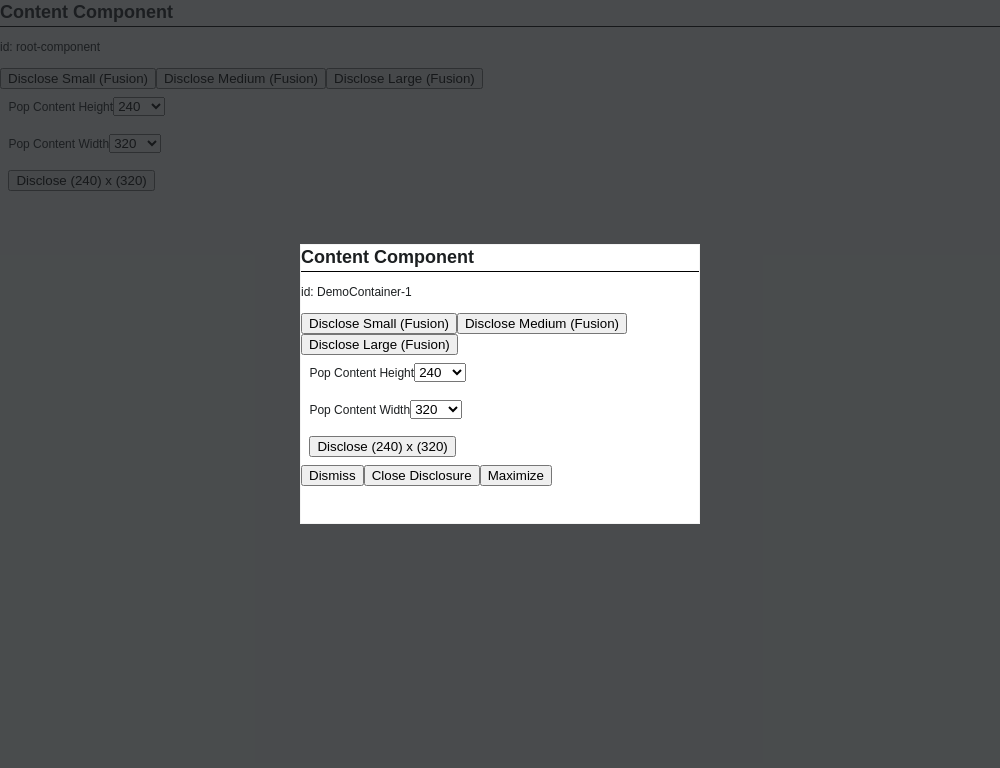 Content Component
id: root-component
Disclose Small (Fusion) Disclose Medium (Fusion) Disclose Large (Fusion)
Pop Content Height 240
Pop Content Width 320
Disclose (240) x (320)
Content Component
id: DemoContainer-1
Disclose Small (Fusion) Disclose Medium (Fusion)
Disclose Large (Fusion)
Pop Content Height 240
Pop Content Width 320
Disclose (240) x (320)
Dismiss Close Disclosure Maximize